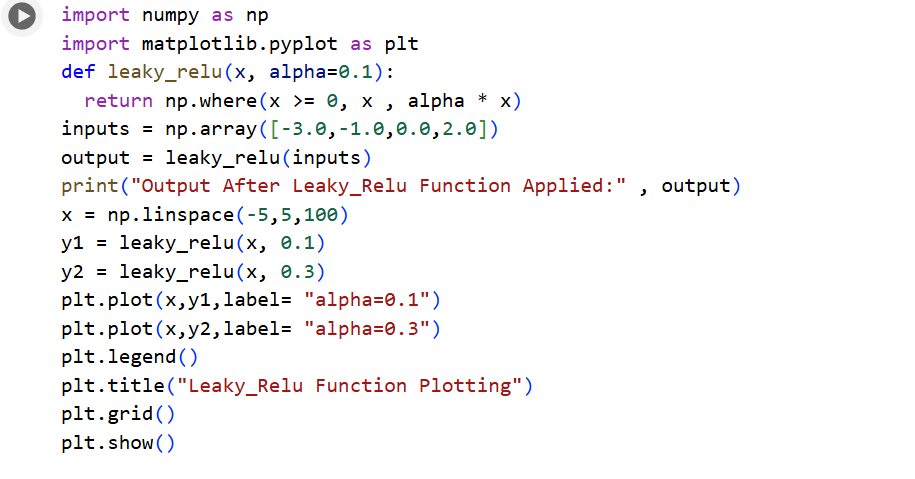 import numpy as np
import matplotlib.pyplot as plt
def leaky_relu(x, alpha=0.1):
  return np.where(x >= 0, x , alpha * x)
inputs = np.array([-3.0,-1.0,0.0,2.0])
output = leaky_relu(inputs)
print("Output After Leaky_Relu Function Applied:" , output)
x = np.linspace(-5,5,100)
y1 = leaky_relu(x, 0.1)
y2 = leaky_relu(x, 0.3)
plt.plot(x,y1,label= "alpha=0.1")
plt.plot(x,y2,label= "alpha=0.3")
plt.legend()
plt.title("Leaky_Relu Function Plotting")
plt.grid()
plt.show()